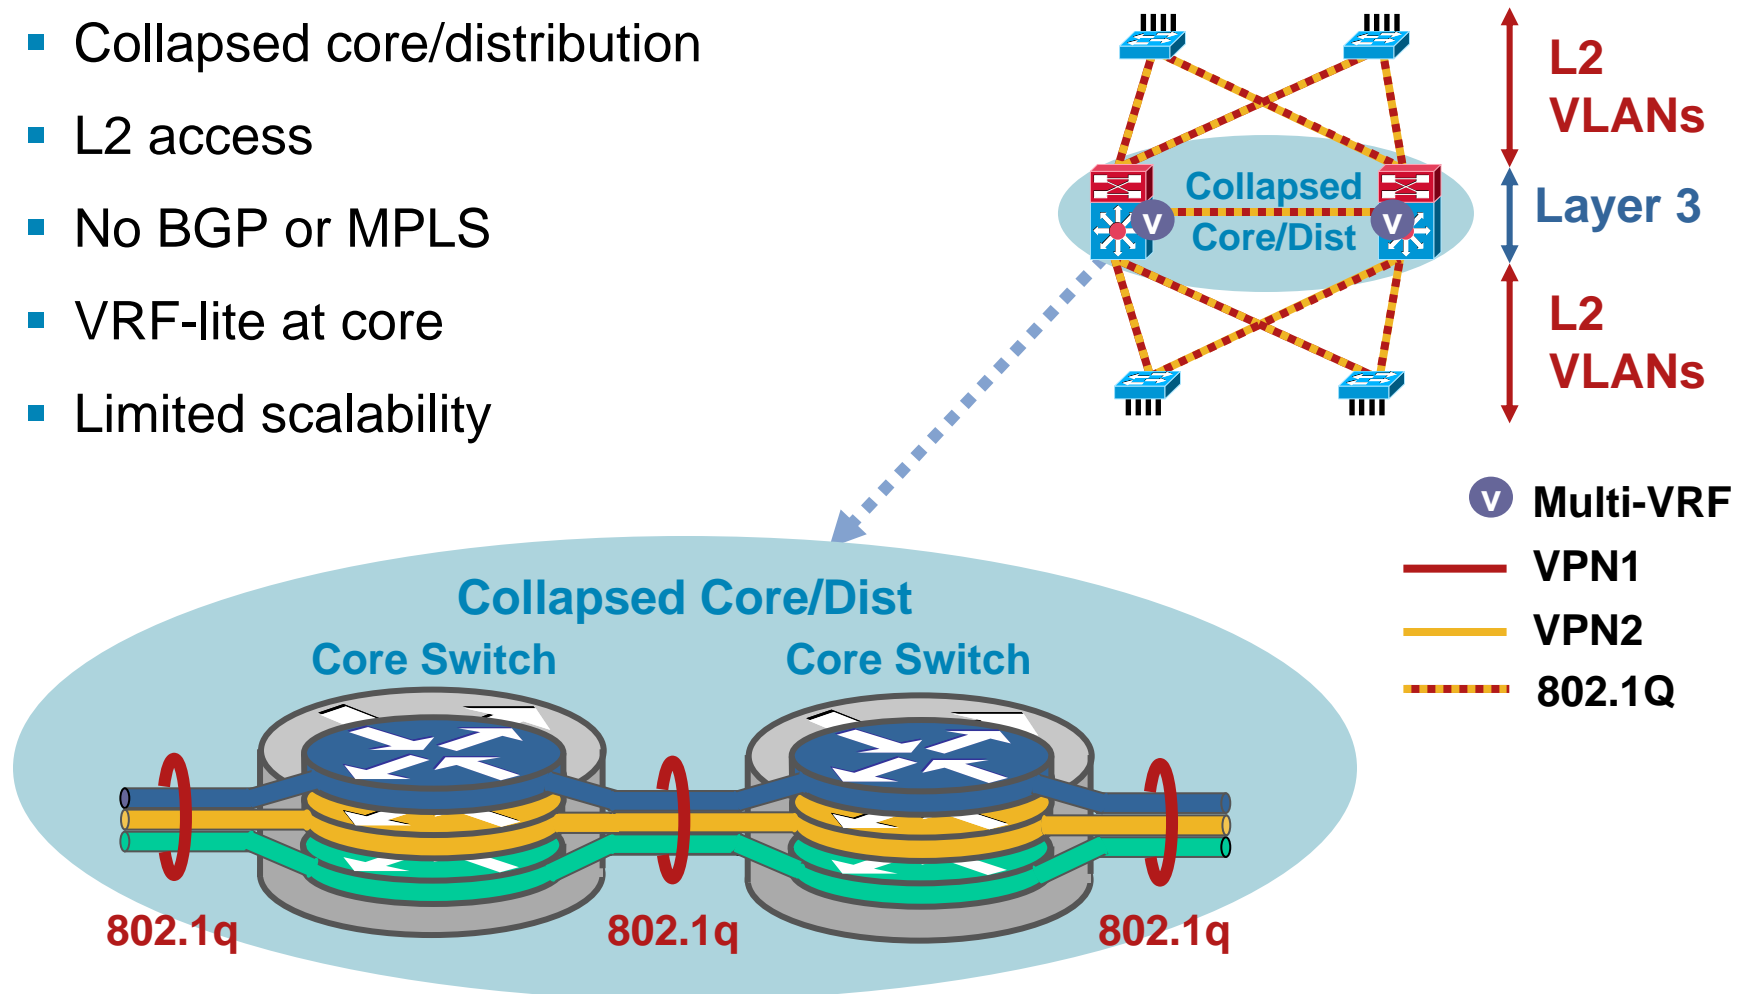 Collapsed core/distribution
L2 access
No BGP or MPLS
VRF-lite at core
Limited scalability
L2
VLANs
Collapsed
Core/Dist
v
v
Layer 3
L2
VLANs
v Multi-VRF
VPN1
VPN2
802.1Q
Collapsed Core/Dist
Core Switch
Core Switch
802.1q
802.1q
802.1q